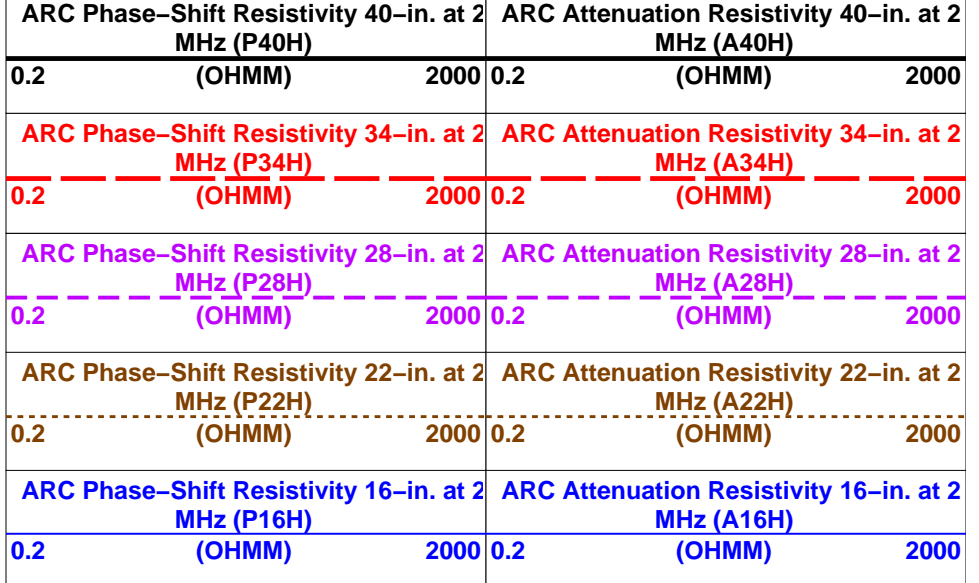 ARC Phase−Shift Resistivity 40−in. at 2
MHz (P40H)
0.2 (OHMM) 2000
ARC Attenuation Resistivity 40−in. at 2
MHz (A40H)
0.2 (OHMM) 2000
ARC Phase−Shift Resistivity 34−in. at 2
MHz (P34H)
0.2 (OHMM) 2000
ARC Attenuation Resistivity 34−in. at 2
MHz (A34H)
0.2 (OHMM) 2000
ARC Phase−Shift Resistivity 28−in. at 2
MHz (P28H)
0.2 (OHMM) 2000
ARC Attenuation Resistivity 28−in. at 2
MHz (A28H)
0.2 (OHMM) 2000
ARC Phase−Shift Resistivity 22−in. at 2
MHz (P22H)
0.2 (OHMM) 2000
ARC Attenuation Resistivity 22−in. at 2
MHz (A22H)
0.2 (OHMM) 2000
ARC Phase−Shift Resistivity 16−in. at 2
MHz (P16H)
0.2 (OHMM) 2000
ARC Attenuation Resistivity 16−in. at 2
MHz (A16H)
0.2 (OHMM) 2000